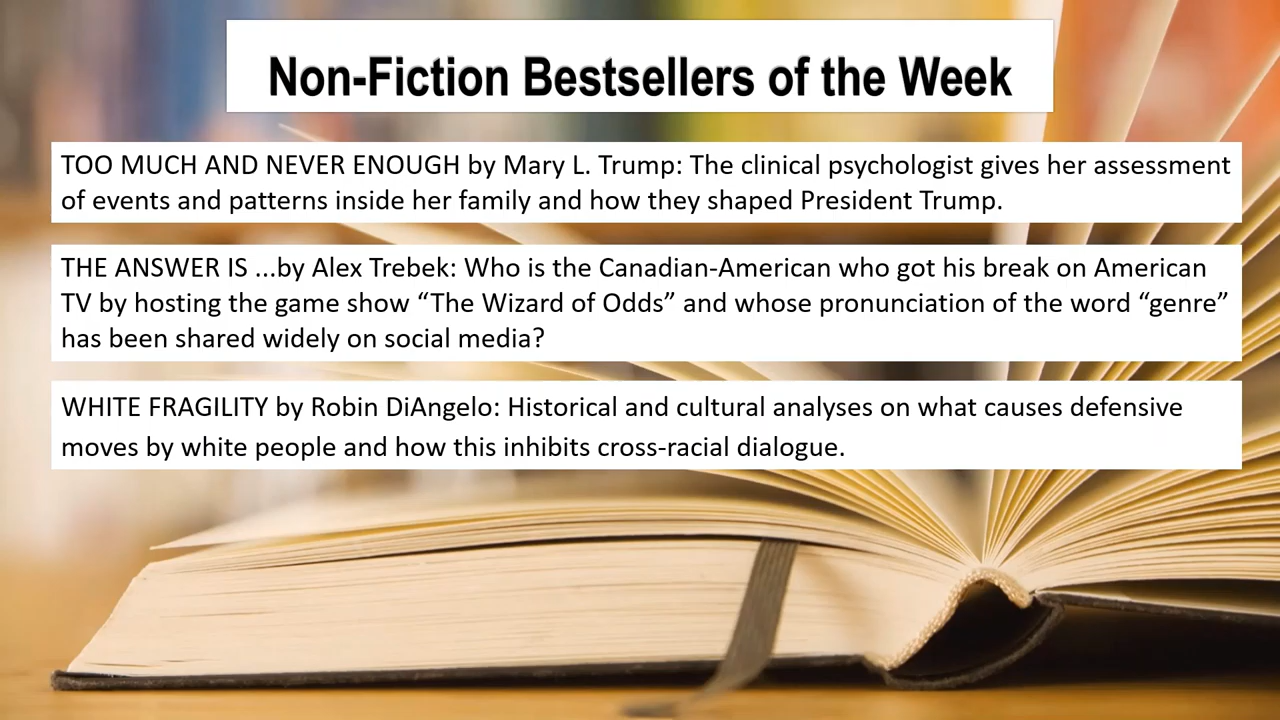 Non-Fiction Bestsellers of the Week
TOO MUCH AND NEVER ENOUGH by Mary L. Trump: The clinical psychologist gives her assessment
of events and patterns inside her family and how they shaped President Trump.
THE ANSWER IS ...by Alex Trebek: Who is the Canadian-American who got his break on American
TV by hosting the game show “The Wizard of Odds” and whose pronunciation of the word “genre”
has been shared widely on social media?
WHITE FRAGILITY by Robin DiAngelo: Historical and cultural analyses on what causes defensive
moves by white people and how this inhibits cross-racial dialogue.